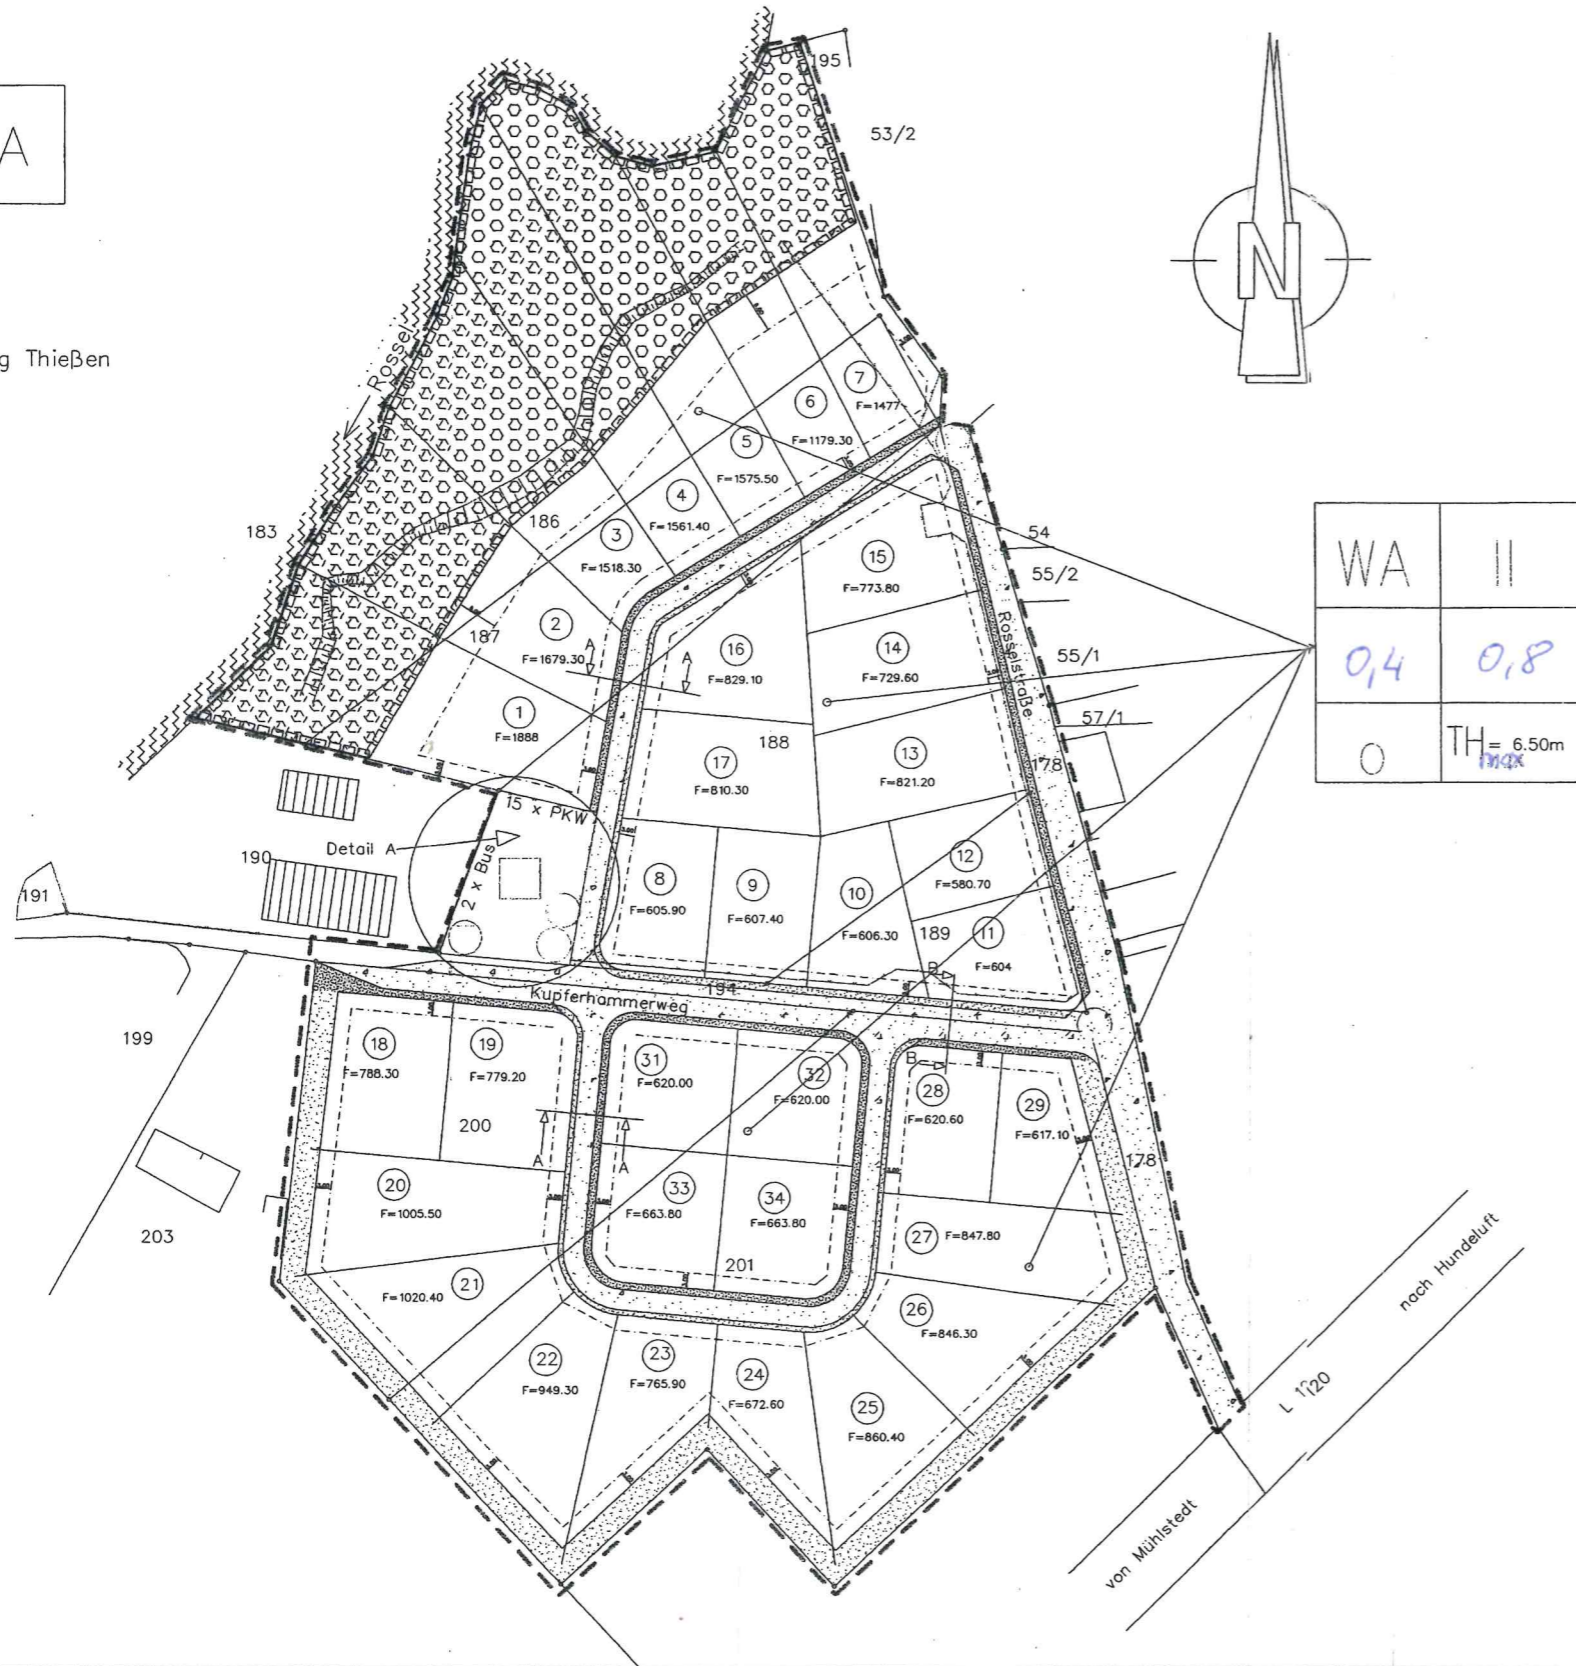 A
g Thießen
195
53/2
N
Rossel
183
186
187
7
F=1477
6
F=1179.30
5
F=1575.50
4
F=1561.40
3
F=1518.30
2
F=1679.30
1
F=1888
A
A
15
F=773.80
14
F=729.60
16
F=829.10
17
F=810.30
188
13
F=821.20
Rosselstraße
54
55/2
55/1
57/1
178
WA
II
0,4
0,8
O
TH max = 6.50m
15 x PKW
2 x Bus
Detail A
190
191
8
F=605.90
9
F=607.40
10
F=606.30
12
F=580.70
189
11
F=604
B
194
Kupferhammerweg
199
203
18
F=788.30
19
F=779.20
200
A
A
20
F=1005.50
21
F=1020.40
22
F=949.30
23
F=765.90
24
F=672.60
25
F=860.40
26
F=846.30
27
F=847.80
B
28
F=620.60
29
F=617.10
31
F=620.00
32
F=620.00
33
F=663.80
34
F=663.80
201
178
nach Hundeluft
von Mühlstedt